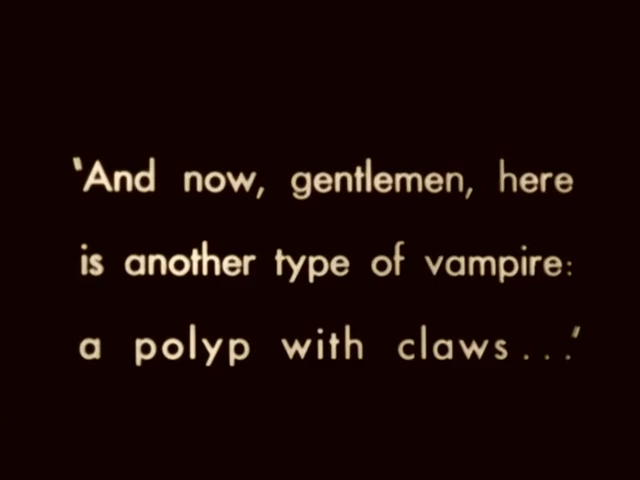 ‛And now, gentlemen, here
is another type of vampire:
a polyp with claws . . .’